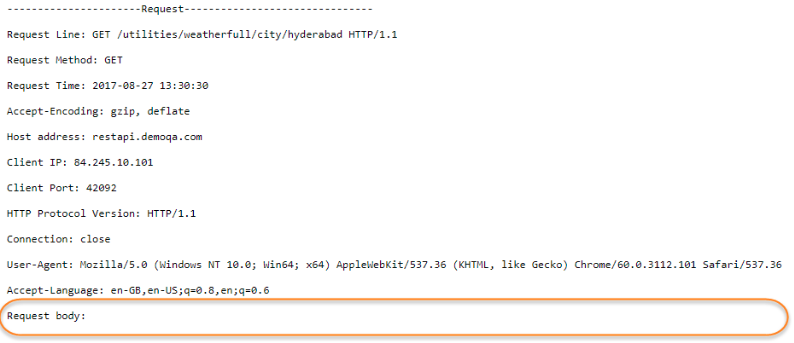 ----------------------Request-------------------------------
Request Line: GET /utilities/weatherfull/city/hyderabad HTTP/1.1
Request Method: GET
Request Time: 2017-08-27 13:30:30
Accept-Encoding: gzip, deflate
Host address: restapi.demoqa.com
Client IP: 84.245.10.101
Client Port: 42092
HTTP Protocol Version: HTTP/1.1
Connection: close
User-Agent: Mozilla/5.0 (Windows NT 10.0; Win64; x64) AppleWebKit/537.36 (KHTML, like Gecko) Chrome/60.0.3112.101 Safari/537.36
Accept-Language: en-GB,en-US;q=0.8,en;q=0.6
Request body: